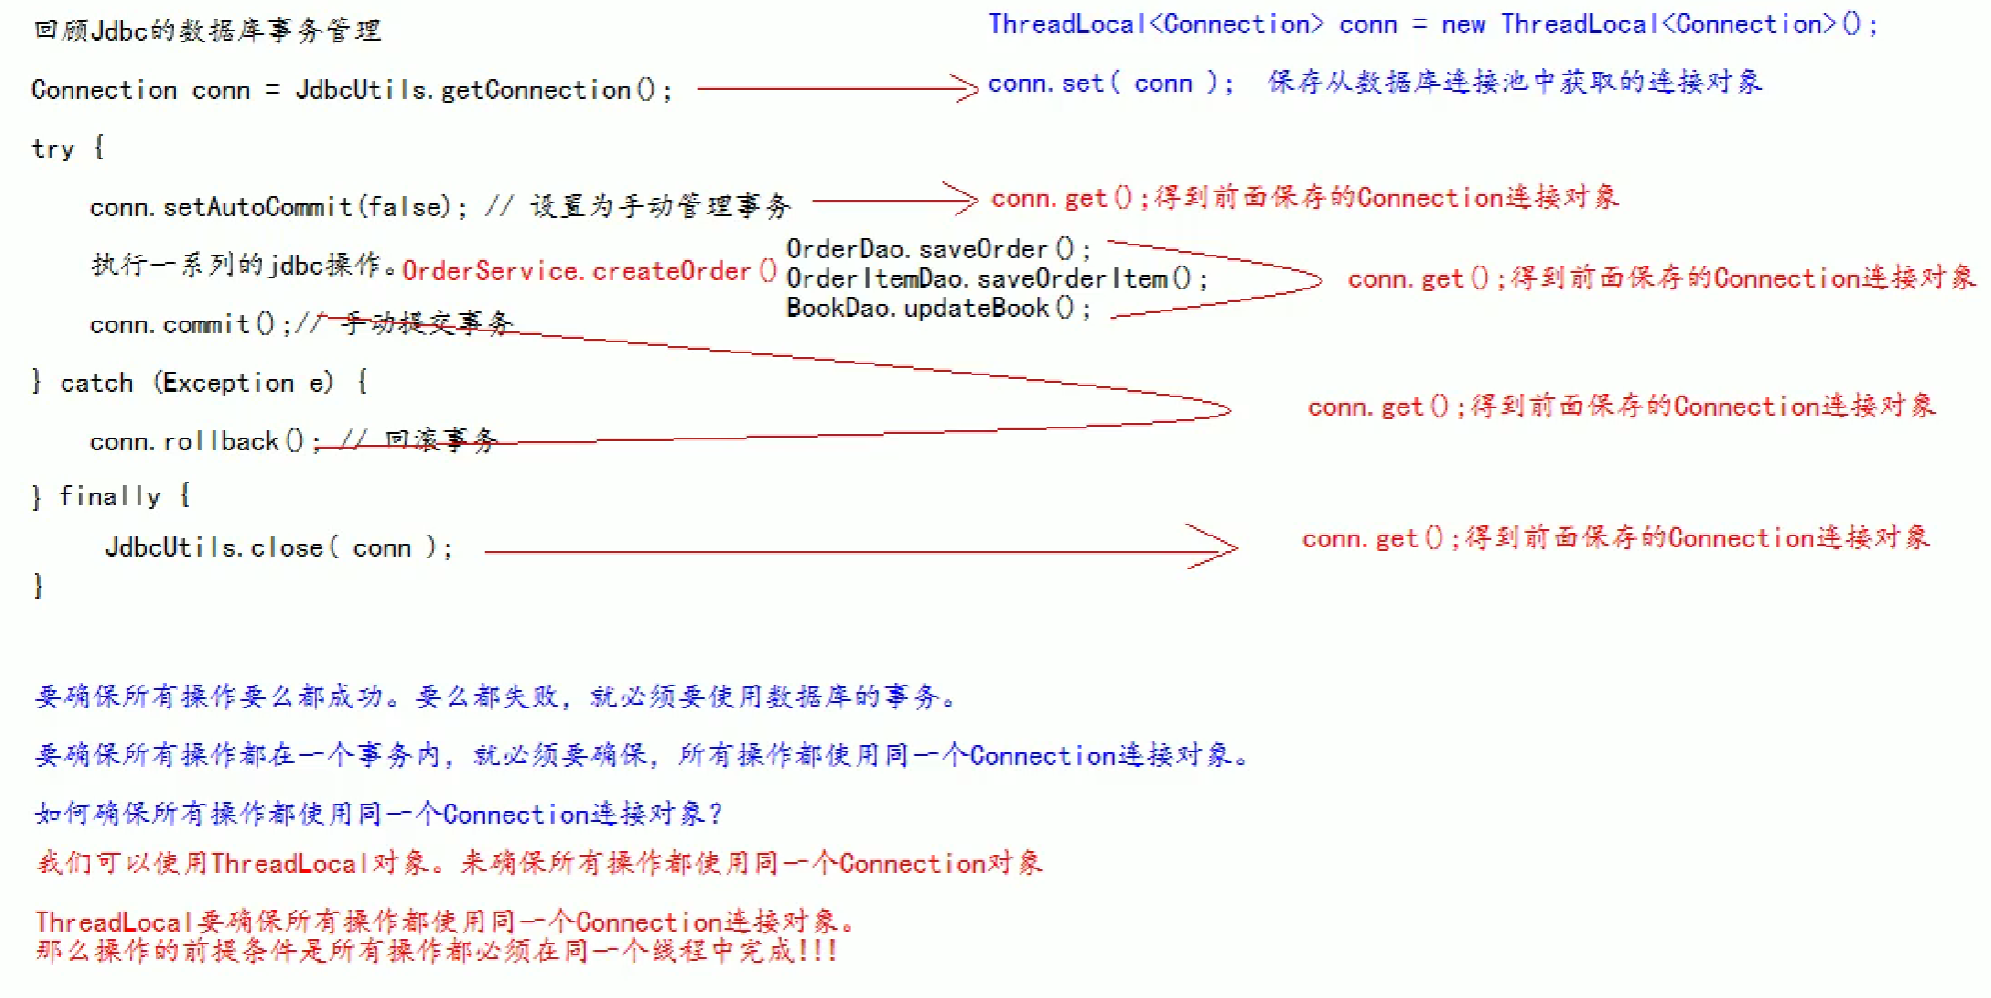 回顾Jdbc的数据库事务管理
ThreadLocal<Connection> conn = new ThreadLocal<Connection>();
Connection conn = JdbcUtils.getConnection();
conn.set( conn ); 保存从数据库连接池中获取的连接对象
try {
conn.setAutoCommit(false); // 设置为手动管理事务
conn.get();得到前面保存的Connection连接对象
执行一系列的jdbc操作。OrderService.createOrder()
OrderDao.saveOrder();
OrderItemDao.saveOrderItem();
BookDao.updateBook();
conn.get();得到前面保存的Connection连接对象
conn.commit();// 手动提交事务
} catch (Exception e) {
conn.get();得到前面保存的Connection连接对象
conn.rollback(); // 回滚事务
} finally {
JdbcUtils.close( conn );
conn.get();得到前面保存的Connection连接对象
}
要确保所有操作要么都成功。要么都失败，就必须要使用数据库的事务。
要确保所有操作都在一个事务内，就必须要确保，所有操作都使用同一个Connection连接对象。
如何确保所有操作都使用同一个Connection连接对象?
我们可以使用ThreadLocal对象。来确保所有操作都使用同一个Connection对象
ThreadLocal要确保所有操作都使用同一个Connection连接对象。
那么操作的前提条件是所有操作都必须在同一个线程中完成!!!